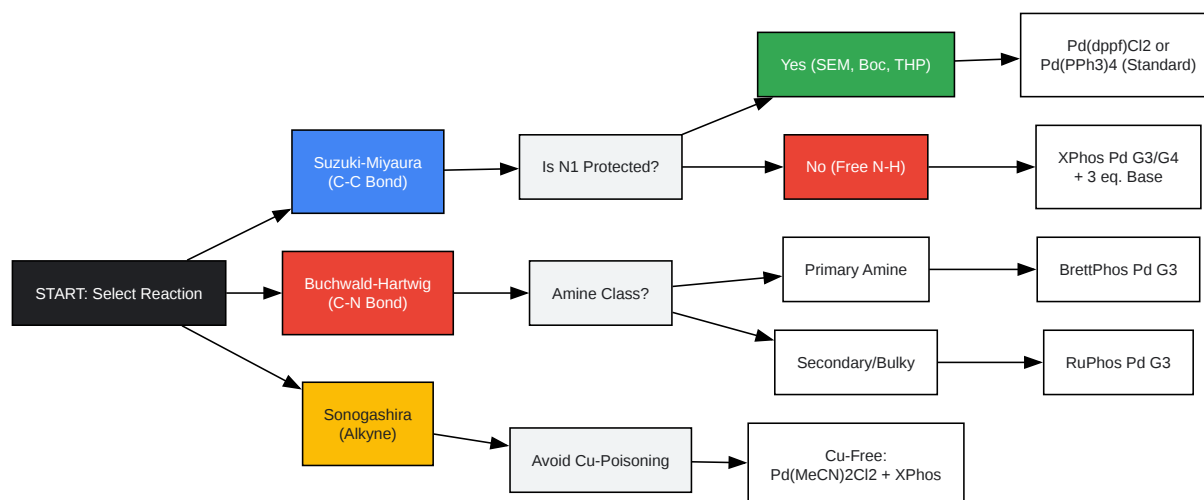 START: Select Reaction
Suzuki-Miyaura
(C-C Bond)
Is N1 Protected?
Yes (SEM, Boc, THP)
Pd(dppf)Cl2 or
Pd(PPh3)4 (Standard)
No (Free N-H)
XPhos Pd G3/G4
+ 3 eq. Base
Buchwald-Hartwig
(C-N Bond)
Amine Class?
Primary Amine
BrettPhos Pd G3
Secondary/Bulky
RuPhos Pd G3
Sonogashira
(Alkyne)
Avoid Cu-Poisoning
Cu-Free:
Pd(MeCN)2Cl2 + XPhos